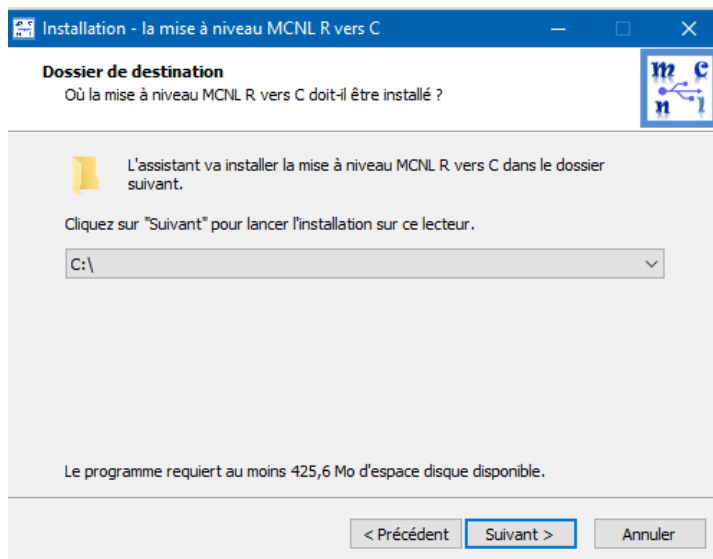 Installation - la mise à niveau MCNL R vers C
Dossier de destination
Où la mise à niveau MCNL R vers C doit-il être installé ?
m c
n l
L'assistant va installer la mise à niveau MCNL R vers C dans le dossier
suivant.
Cliquez sur "Suivant" pour lancer l'installation sur ce lecteur.
C:\
Le programme requiert au moins 425,6 Mo d'espace disque disponible.
< Précédent
Suivant >
Annuler